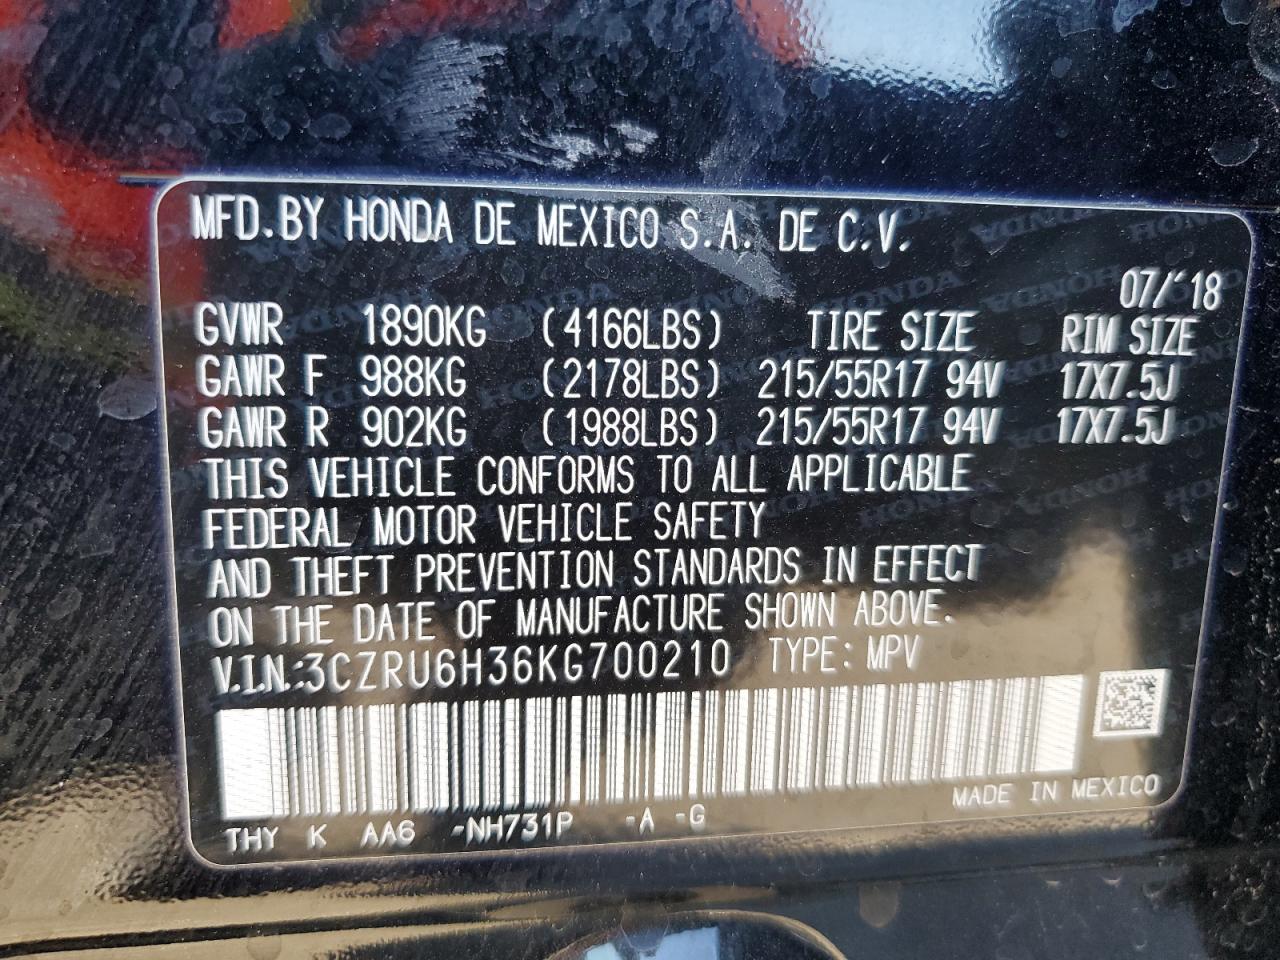 MFD.BY HONDA DE MEXICO S.A. DE C.V.
07/'18
GVWR 1890KG (4166LBS) TIRE SIZE RIM SIZE
GAWR F 988KG (2178LBS) 215/55R17 94V 17X7.5J
GAWR R 902KG (1988LBS) 215/55R17 94V 17X7.5J
THIS VEHICLE CONFORMS TO ALL APPLICABLE
FEDERAL MOTOR VEHICLE SAFETY
AND THEFT PREVENTION STANDARDS IN EFFECT
ON THE DATE OF MANUFACTURE SHOWN ABOVE.
V.I.N.:3CZRU6H36KG700210 TYPE: MPV
MADE IN MEXICO
THY K AA6 -NH731P -A -G